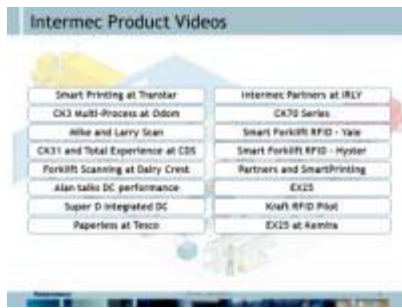 Intermec Product Videos
Smart Printing at Transtar
CK3 Multi-Process at Odom
Mike and Larry Scan
CK31 and Total Experience at CDS
Forklift Scanning at Dairy Crest
Alan talks DC performance
Super D Integrated DC
Paperless at Tesco
Intermec Partners at IRLY
CK70 Series
Smart Forklift RFID - Yale
Smart Forklift RFID - Hyster
Partners and SmartPrinting
EX25
Kraft RFID Pilot
EX25 at Kemira